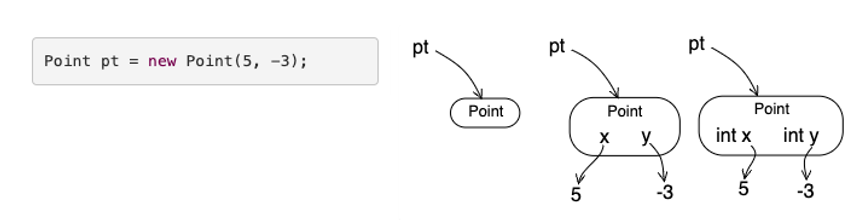 Point pt = new Point(5, −3);
pt
Point
pt
Point
x y
5 -3
pt
Point
int x int y
5 -3